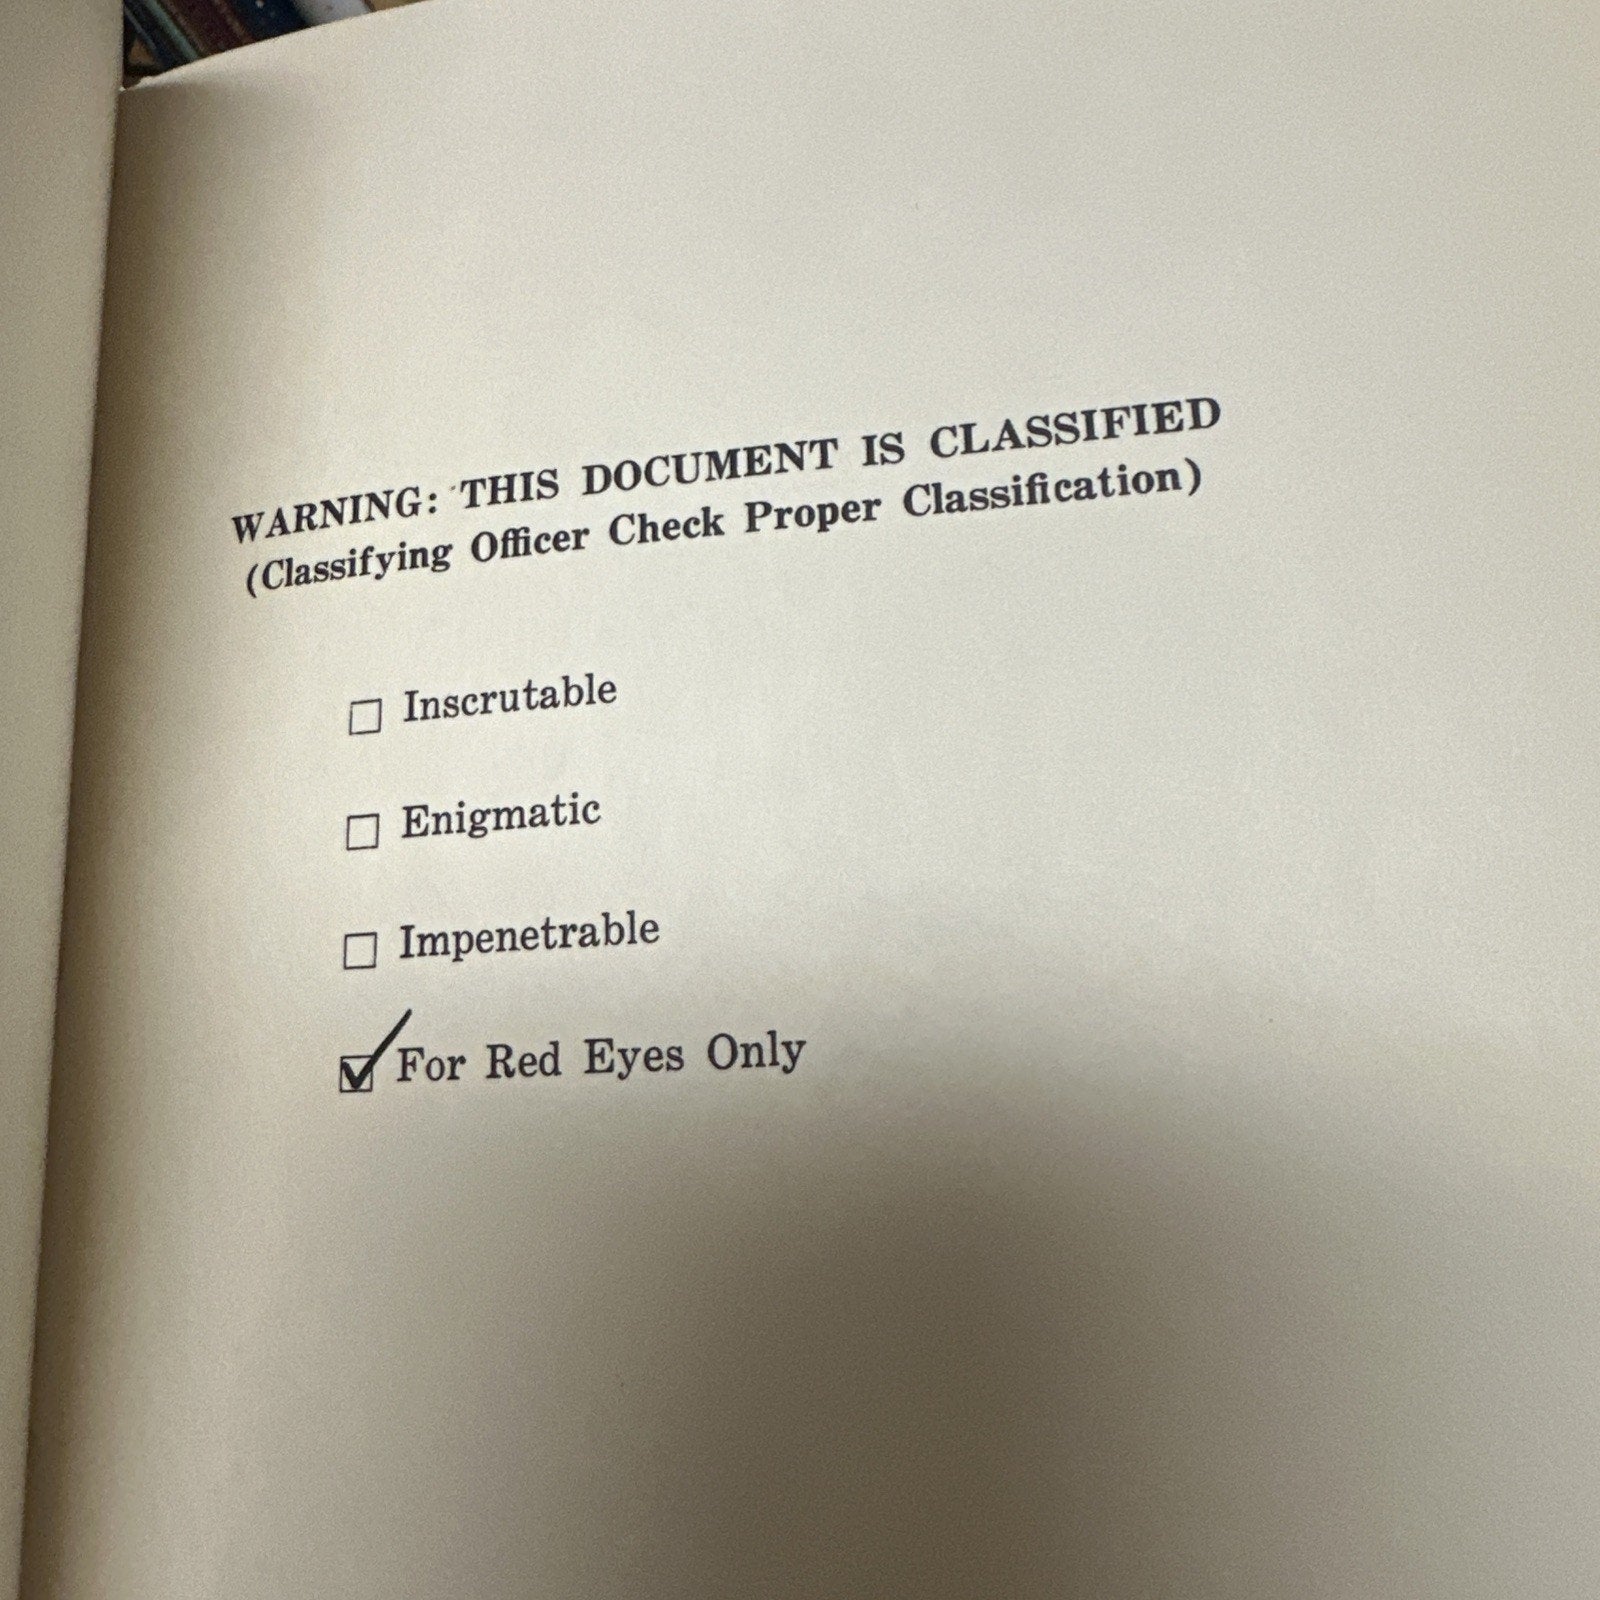 WARNING: THIS DOCUMENT IS CLASSIFIED
(Classifying Officer Check Proper Classification)
☐ Inscrutable
☐ Enigmatic
☐ Impenetrable
☑ For Red Eyes Only